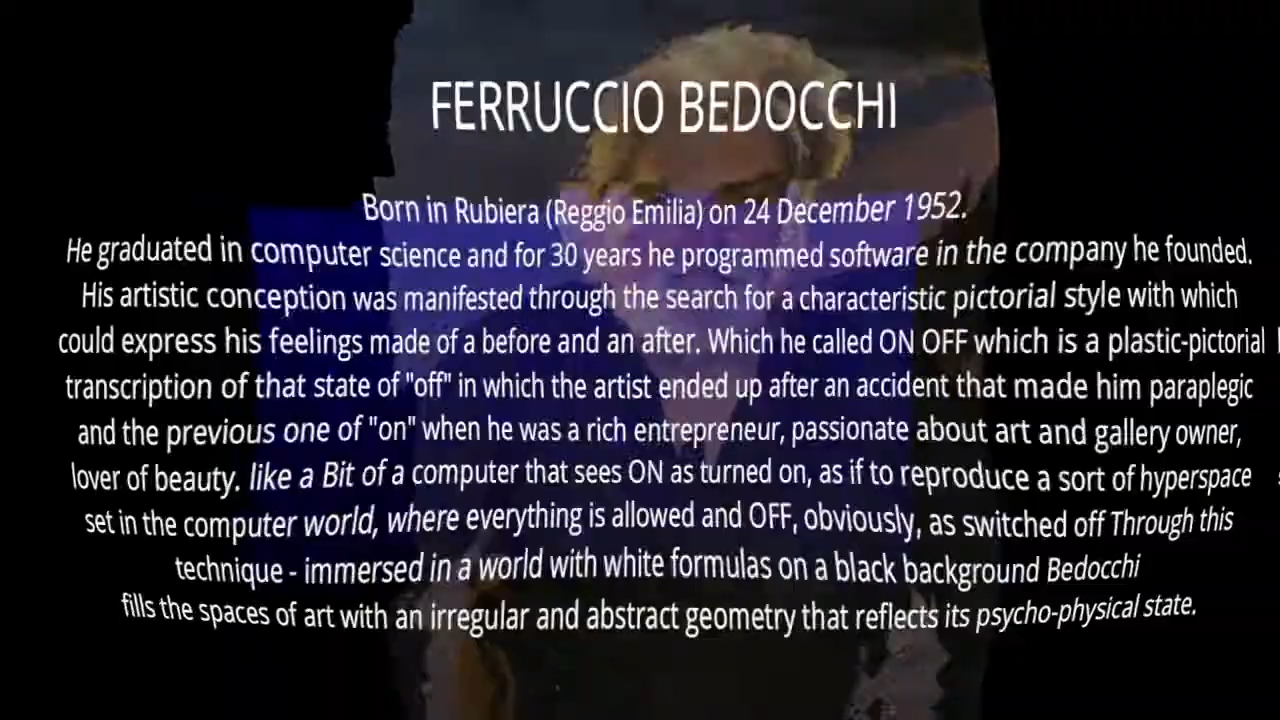 FERRUCCIO BEDOCCHI
Born in Rubiera (Reggio Emilia) on 24 December 1952.
He graduated in computer science and for 30 years he programmed software in the company he founded.
His artistic conception was manifested through the search for a characteristic pictorial style with which
could express his feelings made of a before and an after. Which he called ON OFF which is a plastic-pictorial
transcription of that state of "off" in which the artist ended up after an accident that made him paraplegic
and the previous one of "on" when he was a rich entrepreneur, passionate about art and gallery owner,
lover of beauty. like a Bit of a computer that sees ON as turned on, as if to reproduce a sort of hyperspace
set in the computer world, where everything is allowed and OFF, obviously, as switched off Through this
technique - immersed in a world with white formulas on a black background Bedocchi
fills the spaces of art with an irregular and abstract geometry that reflects its psycho-physical state.